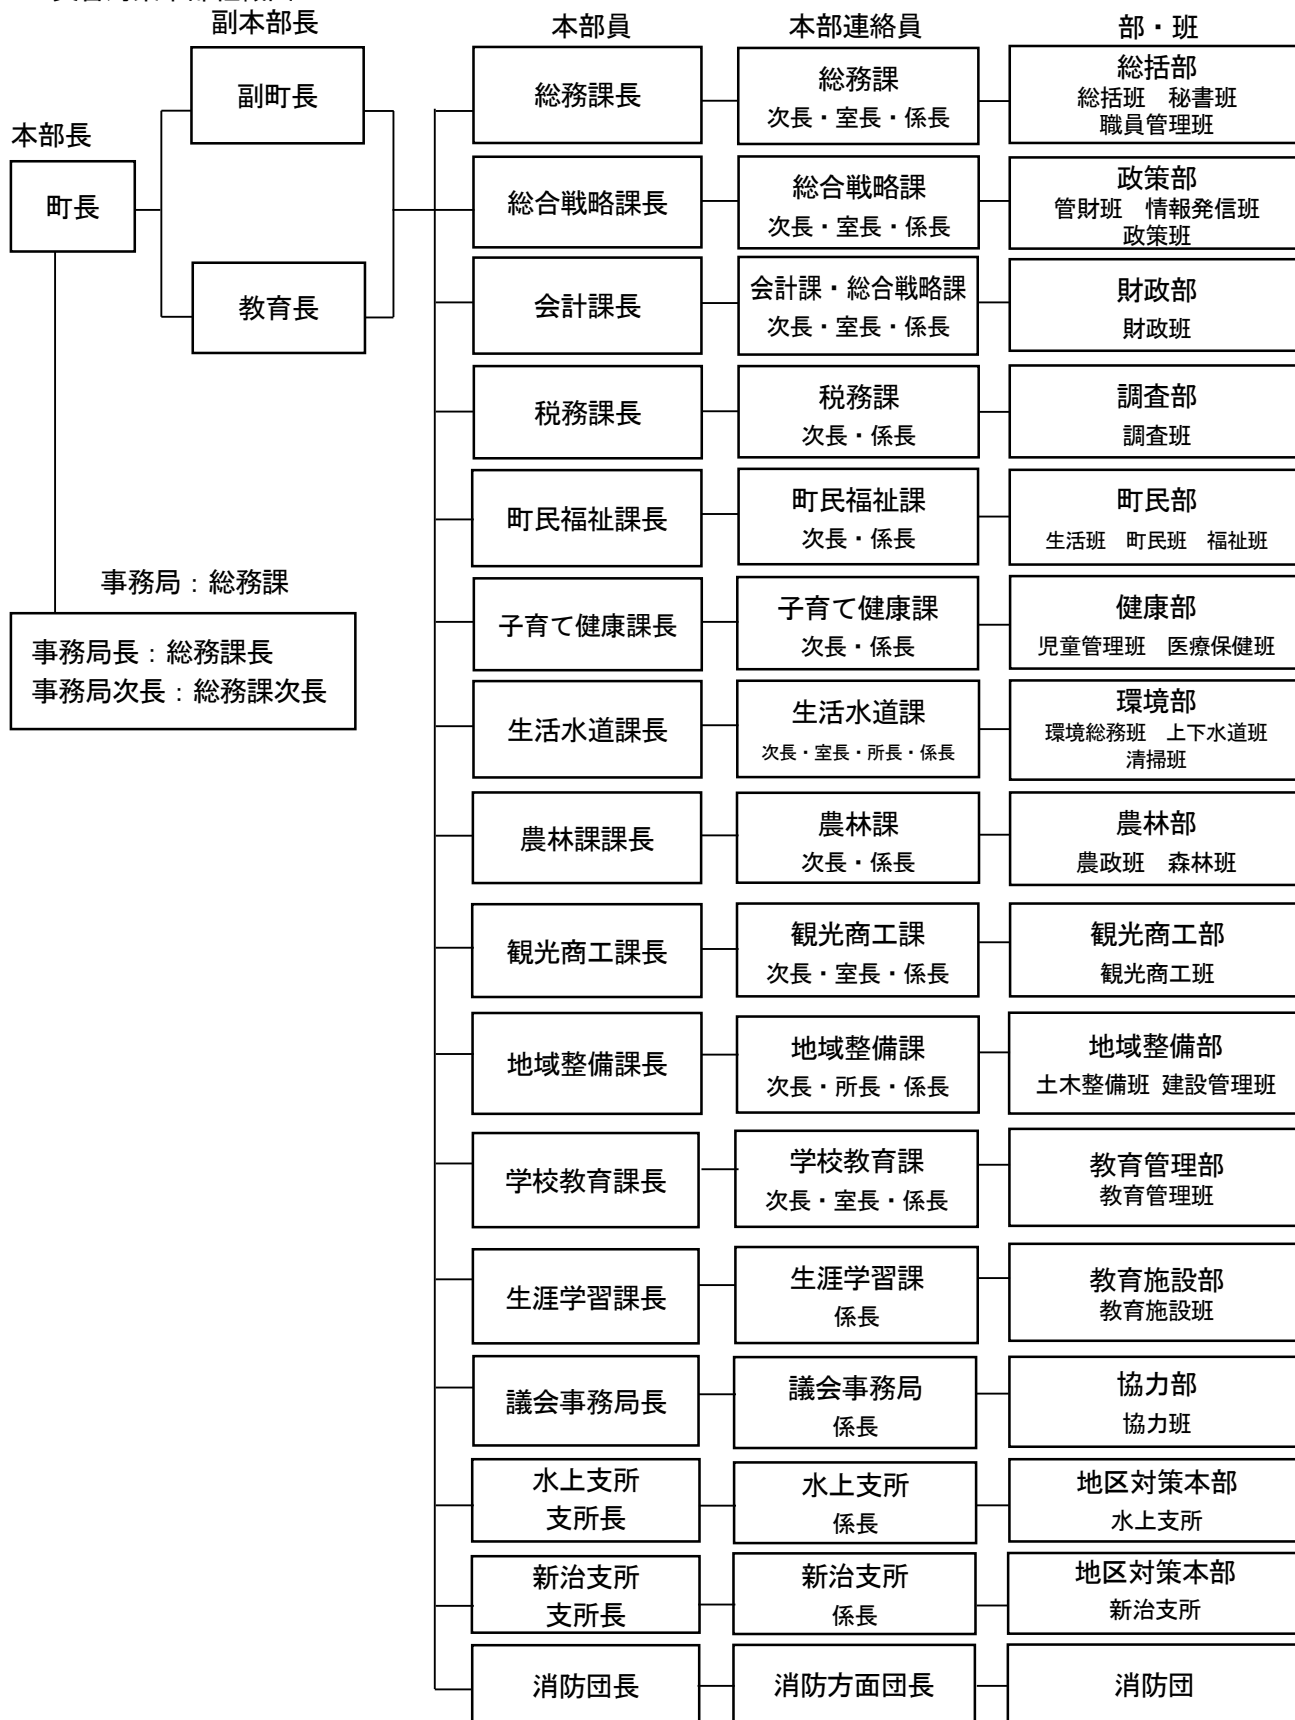 副本部長
本部員
本部連絡員
部・班
副町長
本部長
町長
教育長
事務局：総務課
事務局長：総務課長
事務局次長：総務課次長
総務課長
総務課
次長・室長・係長
総括部
総括班　秘書班
職員管理班
総合戦略課長
総合戦略課
次長・室長・係長
政策部
管財班　情報発信班
政策班
会計課長
会計課・総合戦略課
次長・室長・係長
財政部
財政班
税務課長
税務課
次長・係長
調査部
調査班
町民福祉課長
町民福祉課
次長・係長
町民部
生活班　町民班　福祉班
子育て健康課長
子育て健康課
次長・係長
健康部
児童管理班　医療保健班
生活水道課長
生活水道課
次長・室長・所長・係長
環境部
環境総務班　上下水道班
清掃班
農林課課長
農林課
次長・係長
農林部
農政班　森林班
観光商工課長
観光商工課
次長・室長・係長
観光商工部
観光商工班
地域整備課長
地域整備課
次長・所長・係長
地域整備部
土木整備班 建設管理班
学校教育課長
学校教育課
次長・室長・係長
教育管理部
教育管理班
生涯学習課長
生涯学習課
係長
教育施設部
教育施設班
議会事務局長
議会事務局
係長
協力部
協力班
水上支所
支所長
水上支所
係長
地区対策本部
水上支所
新治支所
支所長
新治支所
係長
地区対策本部
新治支所
消防団長
消防方面団長
消防団